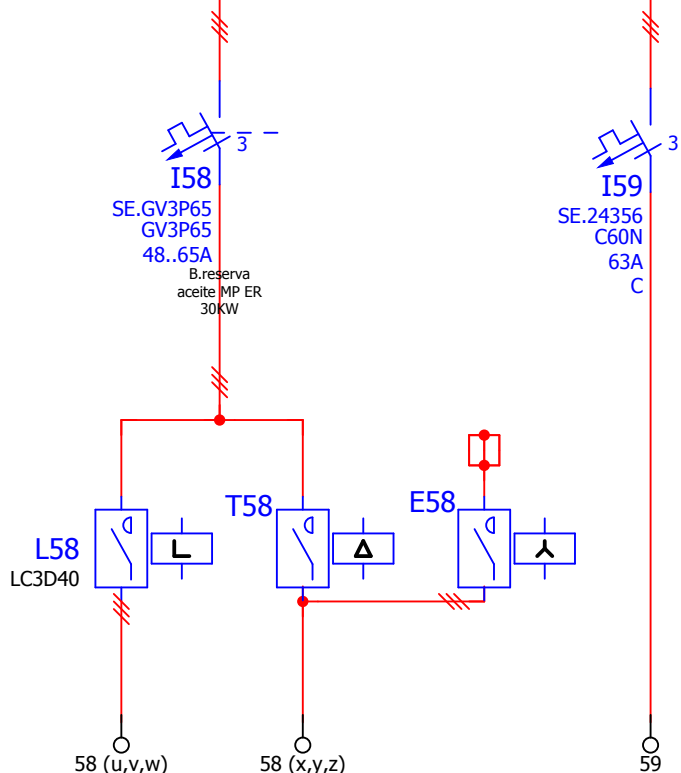 3
I58
SE.GV3P65
GV3P65
48..65A
B.reserva
aceite MP ER
30KW
3
I59
SE.24356
C60N
63A
C
L58
LC3D40
L
T58
Δ
E58
58 (u,v,w)
58 (x,y,z)
59